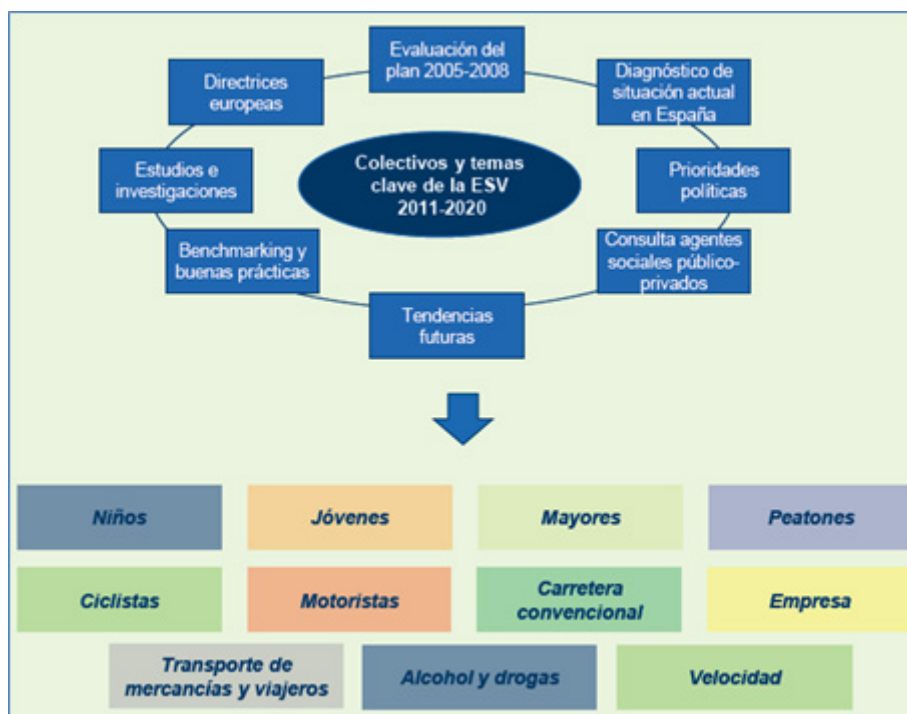 Evaluación del
plan 2005-2008
Directrices
europeas
Diagnóstico de
situación actual
en España
Estudios e
investigaciones
Colectivos y temas
clave de la ESV
2011-2020
Prioridades
políticas
Benchmarking y
buenas prácticas
Consulta agentes
sociales público-
privados
Tendencias
futuras
Niños
Jóvenes
Mayores
Peatones
Ciclistas
Motoristas
Carretera
convencional
Empresa
Transporte de
mercancías y viajeros
Alcohol y drogas
Velocidad